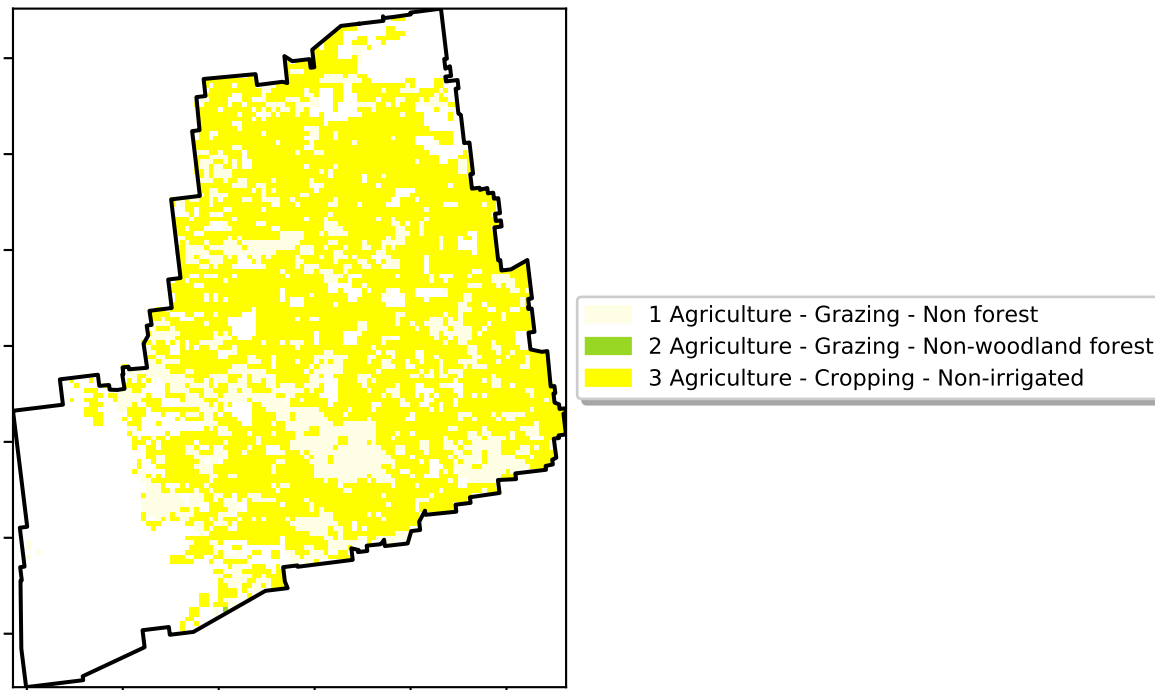 1 Agriculture - Grazing - Non forest
2 Agriculture - Grazing - Non-woodland forest
3 Agriculture - Cropping - Non-irrigated